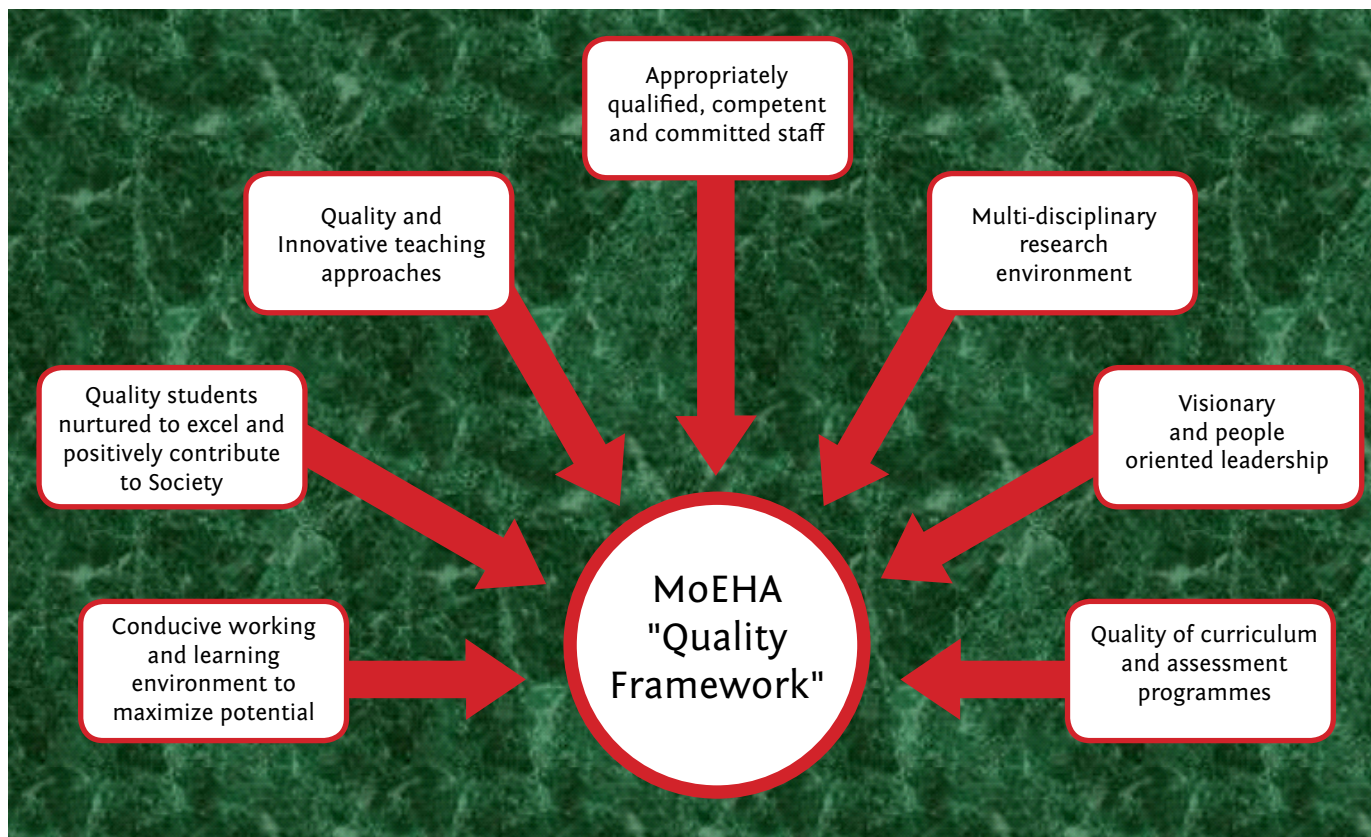 Appropriately
qualified, competent
and committed staff
Quality and
Innovative teaching
approaches
Multi-disciplinary
research
environment
Quality students
nurtured to excel and
positively contribute
to Society
Visionary
and people
oriented leadership
Conducive working
and learning
environment to
maximize potential
MoEHA
"Quality
Framework"
Quality of curriculum
and assessment
programmes